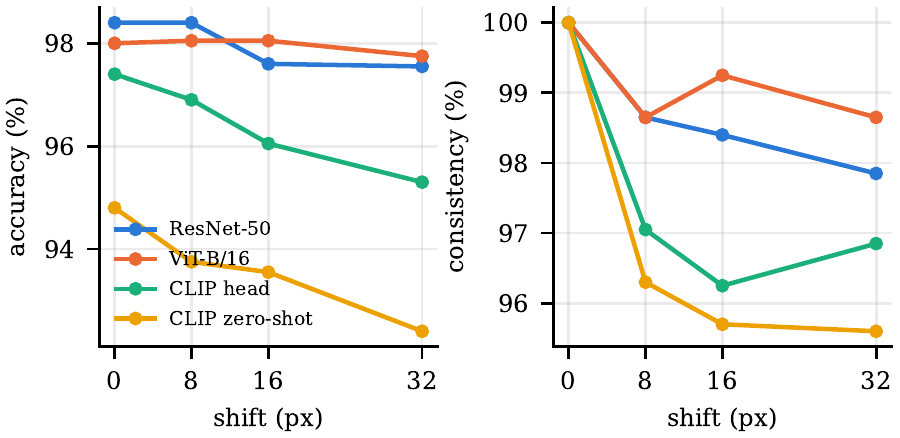 accuracy (%)
98
96
94
ResNet-50
ViT-B/16
CLIP head
CLIP zero-shot
0 8 16 32
shift (px)
consistency (%)
100
99
98
97
96
0 8 16 32
shift (px)